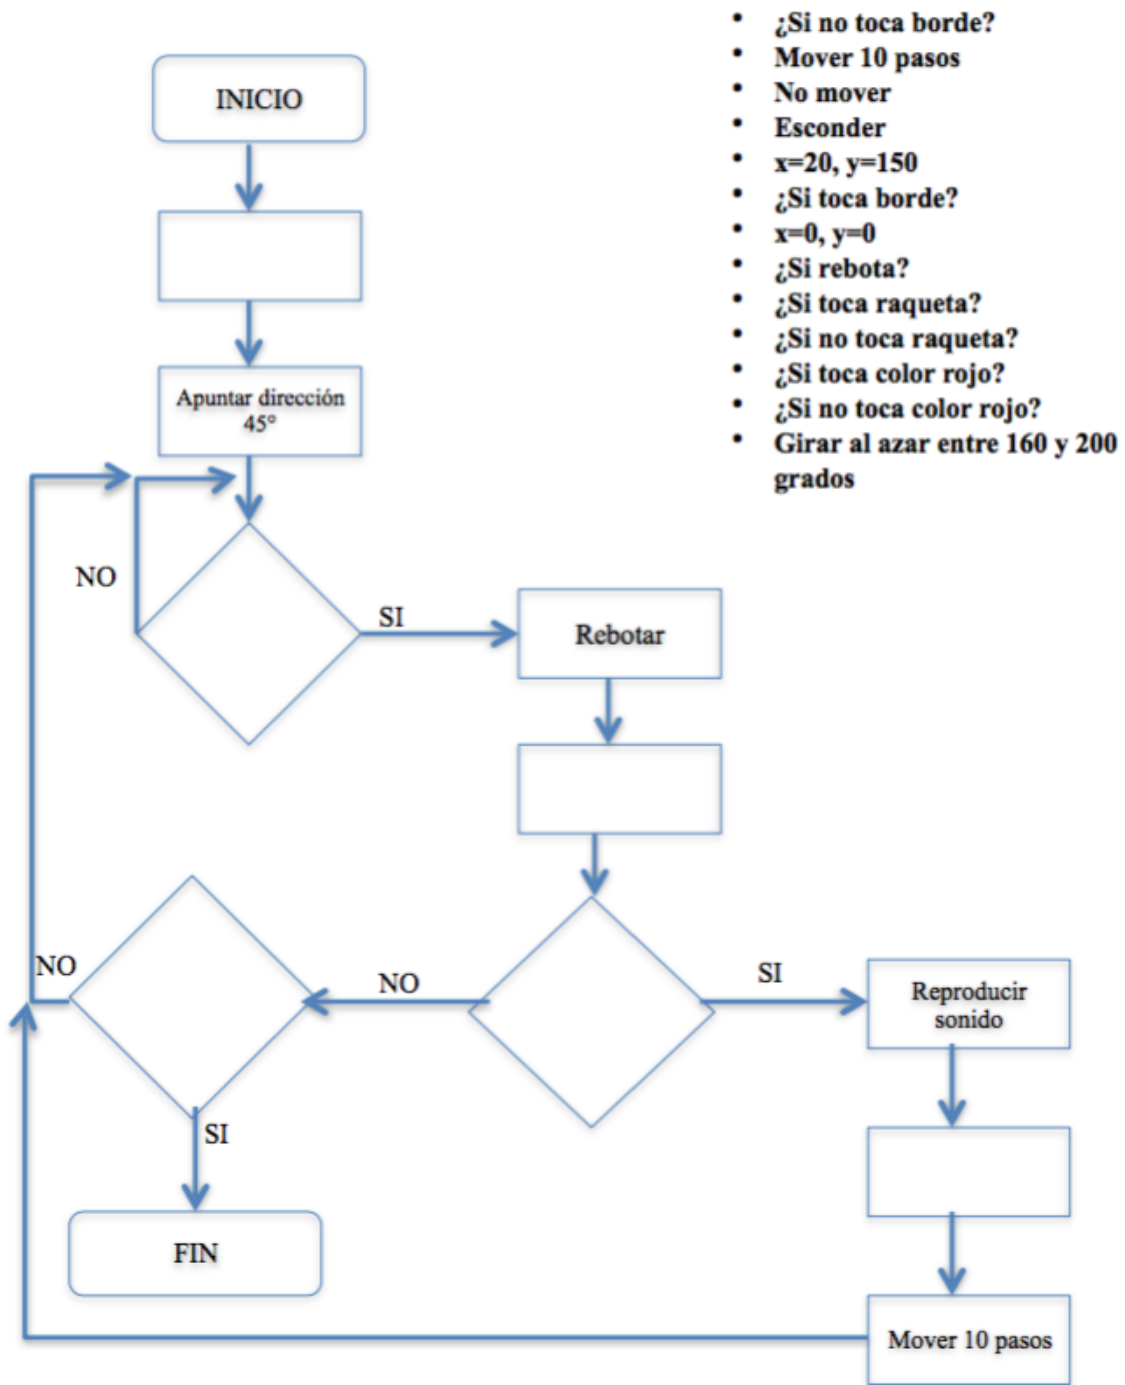 • ¿Si no toca borde?
• Mover 10 pasos
• No mover
• Esconder
• x=20, y=150
• ¿Si toca borde?
• x=0, y=0
• ¿Si rebota?
• ¿Si toca raqueta?
• ¿Si no toca raqueta?
• ¿Si toca color rojo?
• ¿Si no toca color rojo?
• Girar al azar entre 160 y 200
grados
INICIO
Apuntar dirección
45°
NO
SI
Rebotar
NO
NO
SI
Reproducir
sonido
SI
FIN
Mover 10 pasos